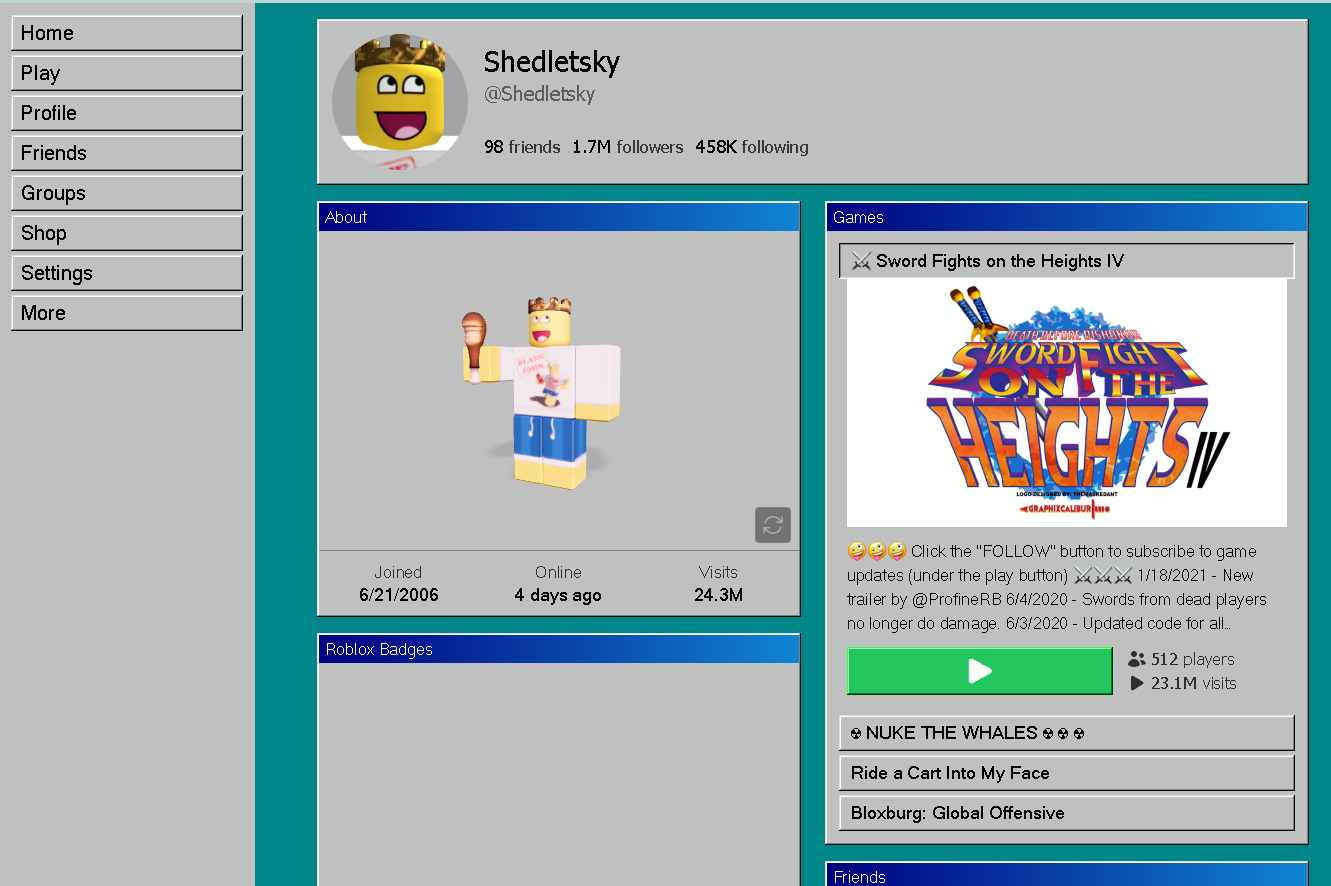 Home
Play
Profile
Friends
Groups
Shop
Settings
More
Shedletsky
@Shedletsky
98 friends 1.7M followers 458K following
About
BLAME
JOHN
Joined Online Visits
6/21/2006 4 days ago 24.3M
Roblox Badges
Games
⚔ Sword Fights on the Heights IV
DEATH BEFORE DISHONOUR
SWORD FIGHT
ON THE
HEIGHTS IV
LOGO DESIGNED BY: THEMASKEDANT
GRAPHIXCALIBUR
🤪🤪🤪 Click the "FOLLOW" button to subscribe to game
updates (under the play button) ⚔⚔⚔ 1/18/2021 - New
trailer by @ProfineRB 6/4/2020 - Swords from dead players
no longer do damage. 6/3/2020 - Updated code for all...
512 players
23.1M visits
☢ NUKE THE WHALES ☢ ☢ ☢
Ride a Cart Into My Face
Bloxburg: Global Offensive
Friends